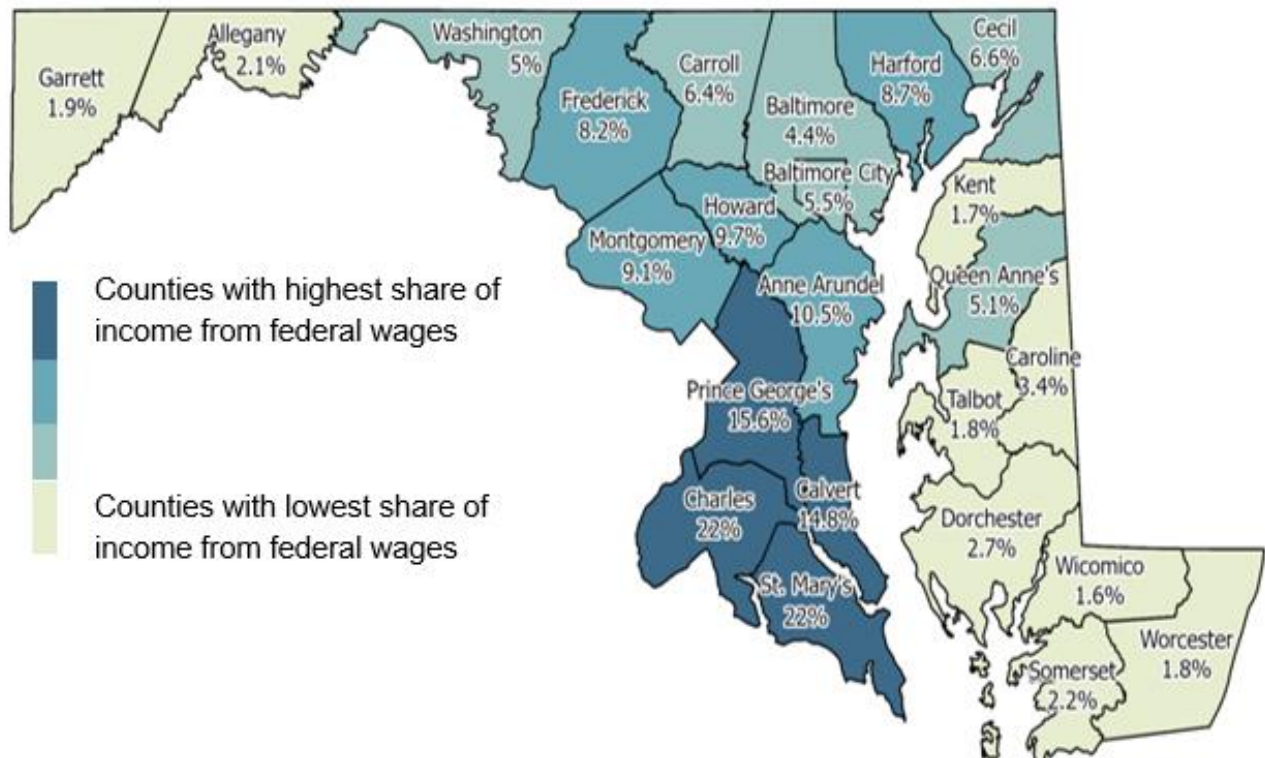 Garrett
1.9%
Allegany
2.1%
Washington
5%
Frederick
8.2%
Carroll
6.4%
Baltimore
4.4%
Baltimore City
5.5%
Harford
8.7%
Cecil
6.6%
Kent
1.7%
Howard
9.7%
Montgomery
9.1%
Anne Arundel
10.5%
Queen Anne's
5.1%
Caroline
3.4%
Talbot
1.8%
Prince George's
15.6%
Charles
22%
Calvert
14.8%
St. Mary's
22%
Dorchester
2.7%
Wicomico
1.6%
Worcester
1.8%
Somerset
2.2%
Counties with highest share of
income from federal wages
Counties with lowest share of
income from federal wages